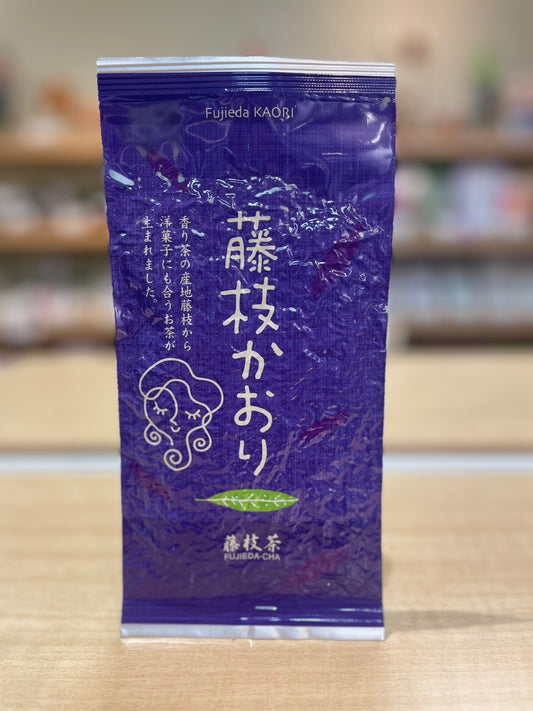 Fujieda KAORI
藤枝かおり
香り茶の産地藤枝から
洋菓子にも合うお茶が
生まれました。
藤枝茶
FUJIEDA-CHA